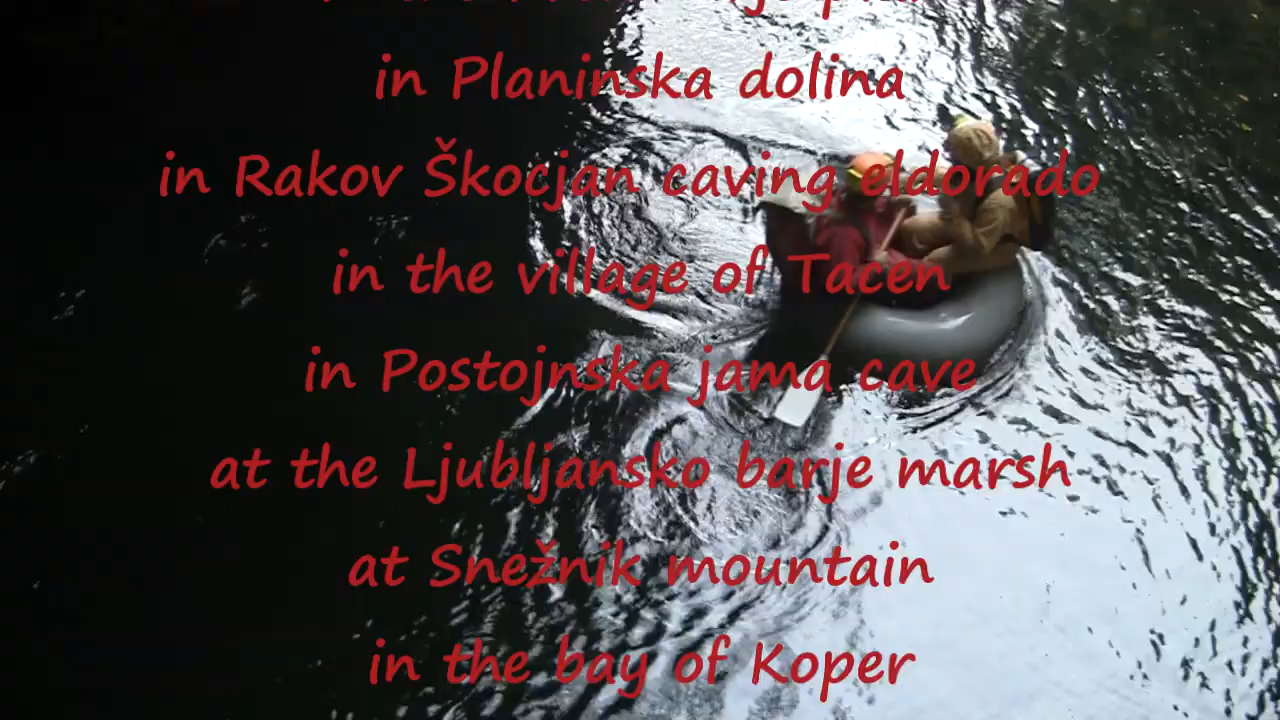 in Planinska dolina
in Rakov Škocjan caving eldorado
in the village of Tacen
in Postojnska jama cave
at the Ljubljansko barje marsh
at Snežnik mountain
in the bay of Koper